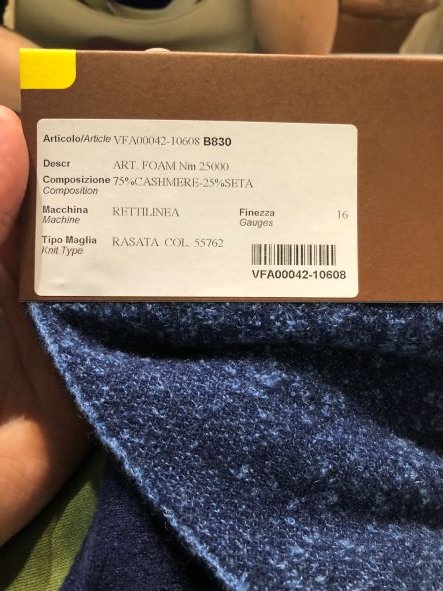 Articolo/Article VFA00042-10608 B830
Descr ART. FOAM Nm 25000
Composizione 75%CASHMERE-25%SETA
Composition
Macchina RETTILINEA Finezza 16
Machine Gauges
Tipo Maglia RASATA COL. 55762
Knit Type
VFA00042-10608